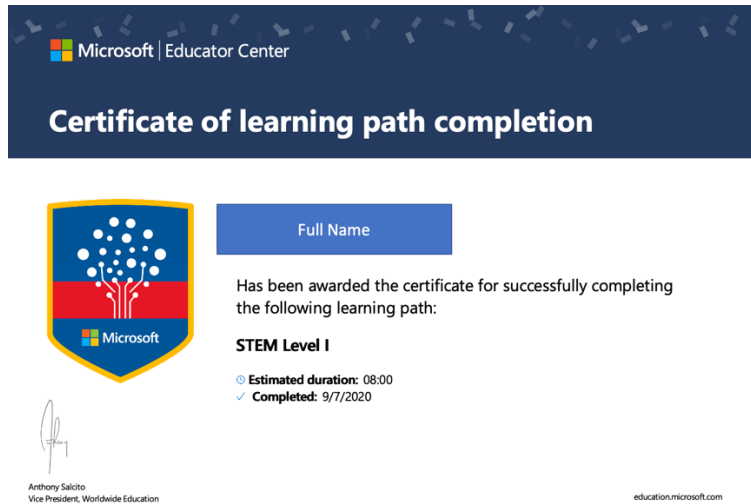 Microsoft | Educator Center
Certificate of learning path completion
Full Name
Has been awarded the certificate for successfully completing
the following learning path:
Microsoft
STEM Level I
Estimated duration: 08:00
Completed: 9/7/2020
Anthony Salcito
Vice President, Worldwide Education
education.microsoft.com